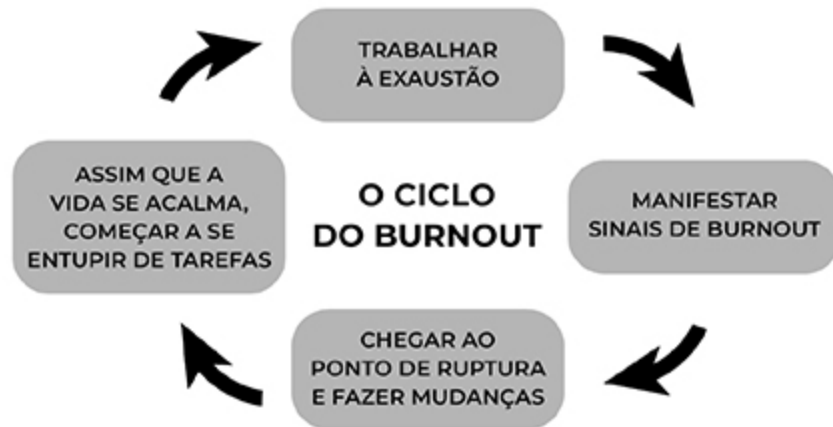 TRABALHAR
À EXAUSTÃO
ASSIM QUE A
VIDA SE ACALMA,
COMEÇAR A SE
ENTUPIR DE TAREFAS
O CICLO
DO BURNOUT
MANIFESTAR
SINAIS DE BURNOUT
CHEGAR AO
PONTO DE RUPTURA
E FAZER MUDANÇAS